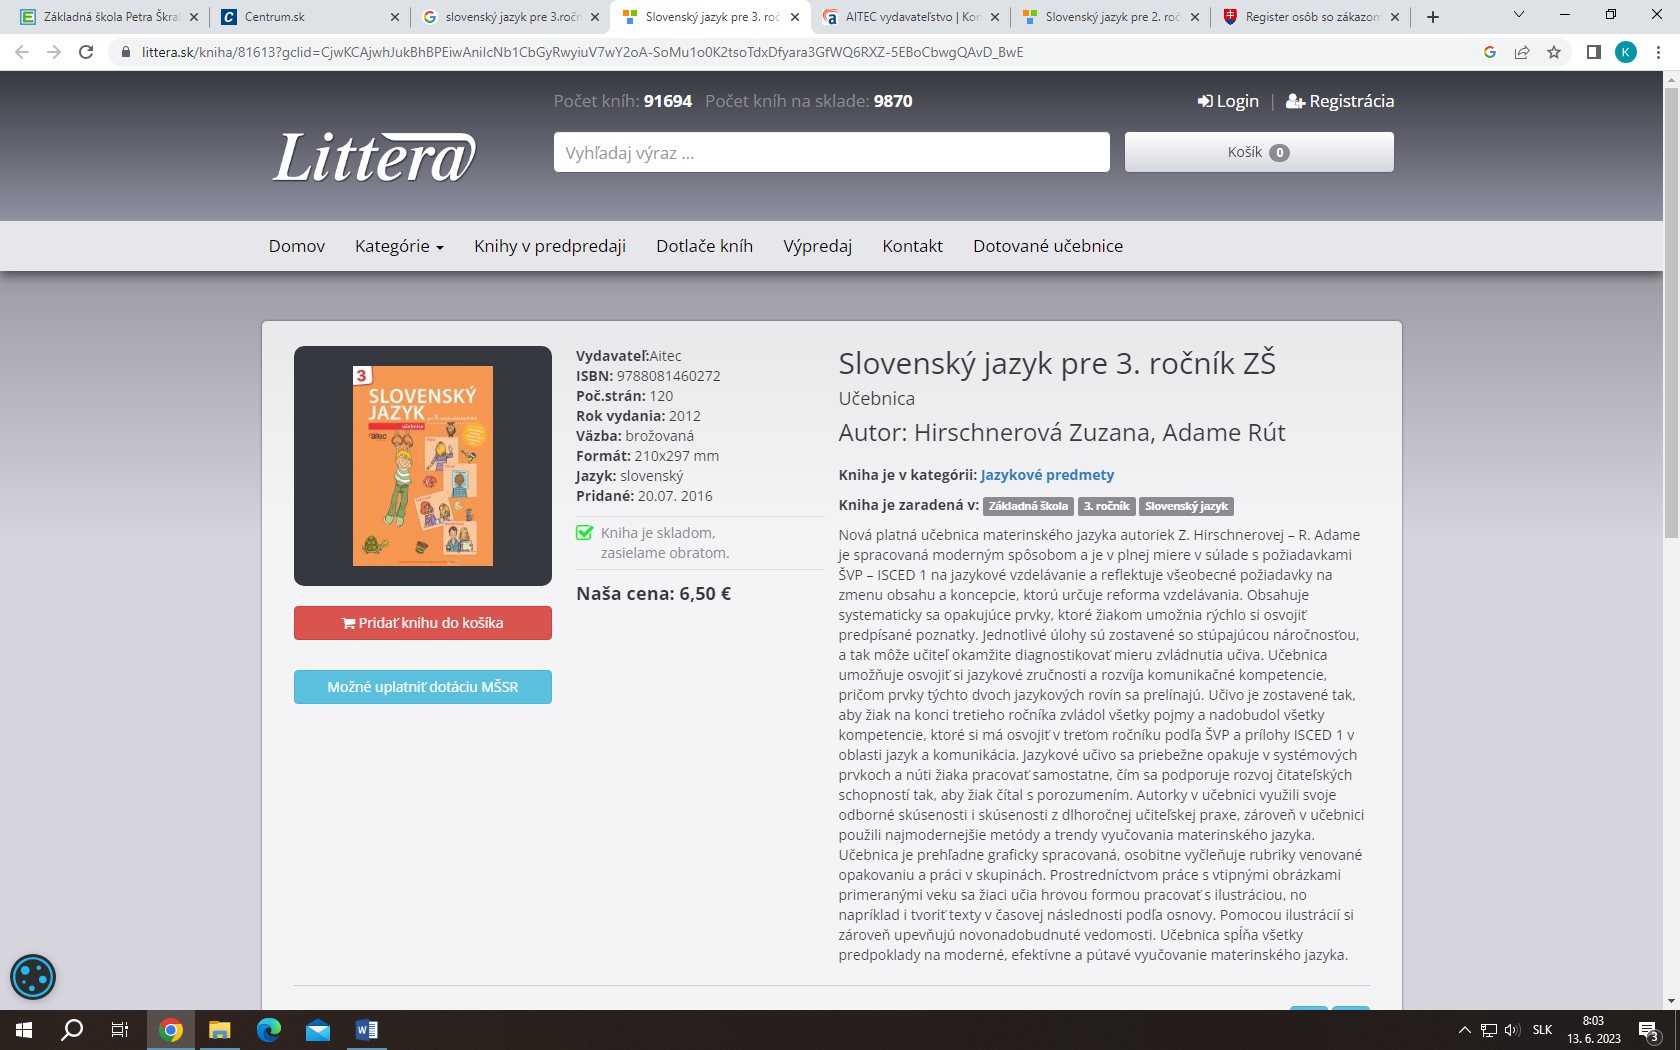 Základná škola Petra Škra
Centrum.sk
slovenský jazyk pre 3.ročn
Slovenský jazyk pre 3. roč
AITEC vydavateľstvo | Kon
Slovenský jazyk pre 2. roč
Register osôb so zákazom
littera.sk/kniha/81613?gclid=CjwKCAjwhJukBhBPEiwAnilcNb1CbGyRwyiuV7wY2oA-SoMu1o0K2tsoTdxDfyara3GfWQ6RXZ-5EBoCbwgQAvD_BwE
K
Počet kníh: 91694 Počet kníh na sklade: 9870
Login | Registrácia
Littera
Vyhľadaj výraz ...
Košík 0
Domov Kategórie Knihy v predpredaji Dotlače kníh Výpredaj Kontakt Dotované učebnice
3
SLOVENSKÝ
JAZYK
učebnica
aitec
Pridať knihu do košíka
Možné uplatniť dotáciu MŠSR
Vydavateľ:Aitec
ISBN: 9788081460272
Poč.strán: 120
Rok vydania: 2012
Väzba: brožovaná
Formát: 210x297 mm
Jazyk: slovenský
Pridané: 20.07. 2016
Kniha je skladom,
zasielame obratom.
Naša cena: 6,50 €
Slovenský jazyk pre 3. ročník ZŠ
Učebnica
Autor: Hirschnerová Zuzana, Adame Rút
Kniha je v kategórii: Jazykové predmety
Kniha je zaradená v: Základná škola 3. ročník Slovenský jazyk
Nová platná učebnica materinského jazyka autoriek Z. Hirschnerovej – R. Adame
je spracovaná moderným spôsobom a je v plnej miere v súlade s požiadavkami
ŠVP – ISCED 1 na jazykové vzdelávanie a reflektuje všeobecné požiadavky na
zmenu obsahu a koncepcie, ktorú určuje reforma vzdelávania. Obsahuje
systematicky sa opakujúce prvky, ktoré žiakom umožnia rýchlo si osvojiť
predpísané poznatky. Jednotlivé úlohy sú zostavené so stúpajúcou náročnosťou,
a tak môže učiteľ okamžite diagnostikovať mieru zvládnutia učiva. Učebnica
umožňuje osvojiť si jazykové zručnosti a rozvíja komunikačné kompetencie,
pričom prvky týchto dvoch jazykových rovín sa prelínajú. Učivo je zostavené tak,
aby žiak na konci tretieho ročníka zvládol všetky pojmy a nadobudol všetky
kompetencie, ktoré si má osvojiť v treťom ročníku podľa ŠVP a prílohy ISCED 1 v
oblasti jazyk a komunikácia. Jazykové učivo sa priebežne opakuje v systémových
prvkoch a núti žiaka pracovať samostatne, čím sa podporuje rozvoj čitateľských
schopností tak, aby žiak čítal s porozumením. Autorky v učebnici využili svoje
odborné skúsenosti i skúsenosti z dlhoročnej učiteľskej praxe, zároveň v učebnici
použili najmodernejšie metódy a trendy vyučovania materinského jazyka.
Učebnica je prehľadne graficky spracovaná, osobitne vyčleňuje rubriky venované
opakovaniu a práci v skupinách. Prostredníctvom práce s vtipnými obrázkami
primeranými veku sa žiaci učia hrovou formou pracovať s ilustráciou, no
napríklad i tvoriť texty v časovej následnosti podľa osnovy. Pomocou ilustrácií si
zároveň upevňujú novonadobudnuté vedomosti. Učebnica spĺňa všetky
predpoklady na moderné, efektívne a pútavé vyučovanie materinského jazyka.
SLK
8:03
13. 6. 2023
3